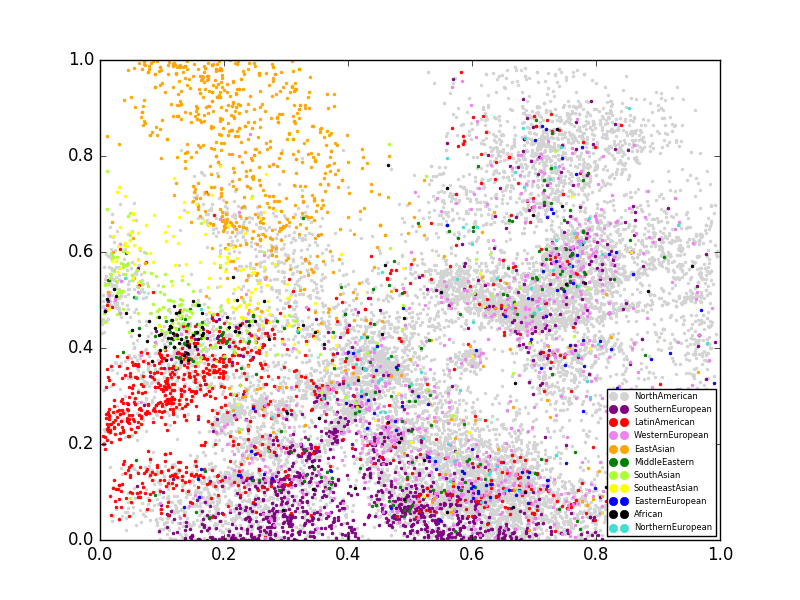 1.0
0.8
0.6
0.4
0.2
0.0
0.0 0.2 0.4 0.6 0.8 1.0
NorthAmerican
SouthernEuropean
LatinAmerican
WesternEuropean
EastAsian
MiddleEastern
SouthAsian
SoutheastAsian
EasternEuropean
African
NorthernEuropean